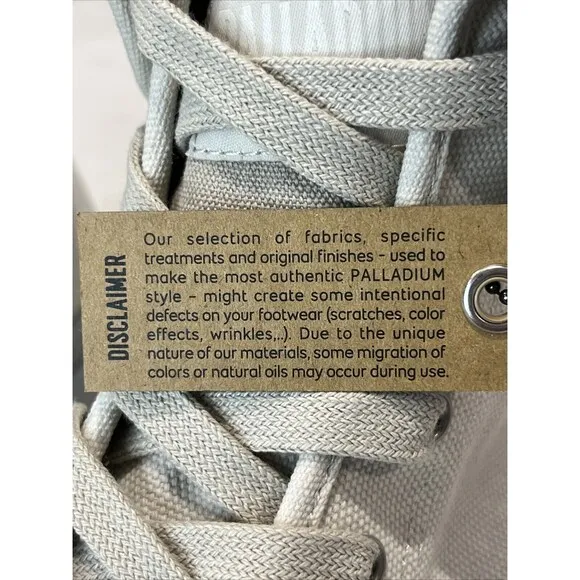 DISCLAIMER
Our selection of fabrics, specific
treatments and original finishes - used to
make the most authentic PALLADIUM
style - might create some intentional
defects on your footwear (scratches, color
effects, wrinkles,..). Due to the unique
nature of our materials, some migration of
colors or natural oils may occur during use.